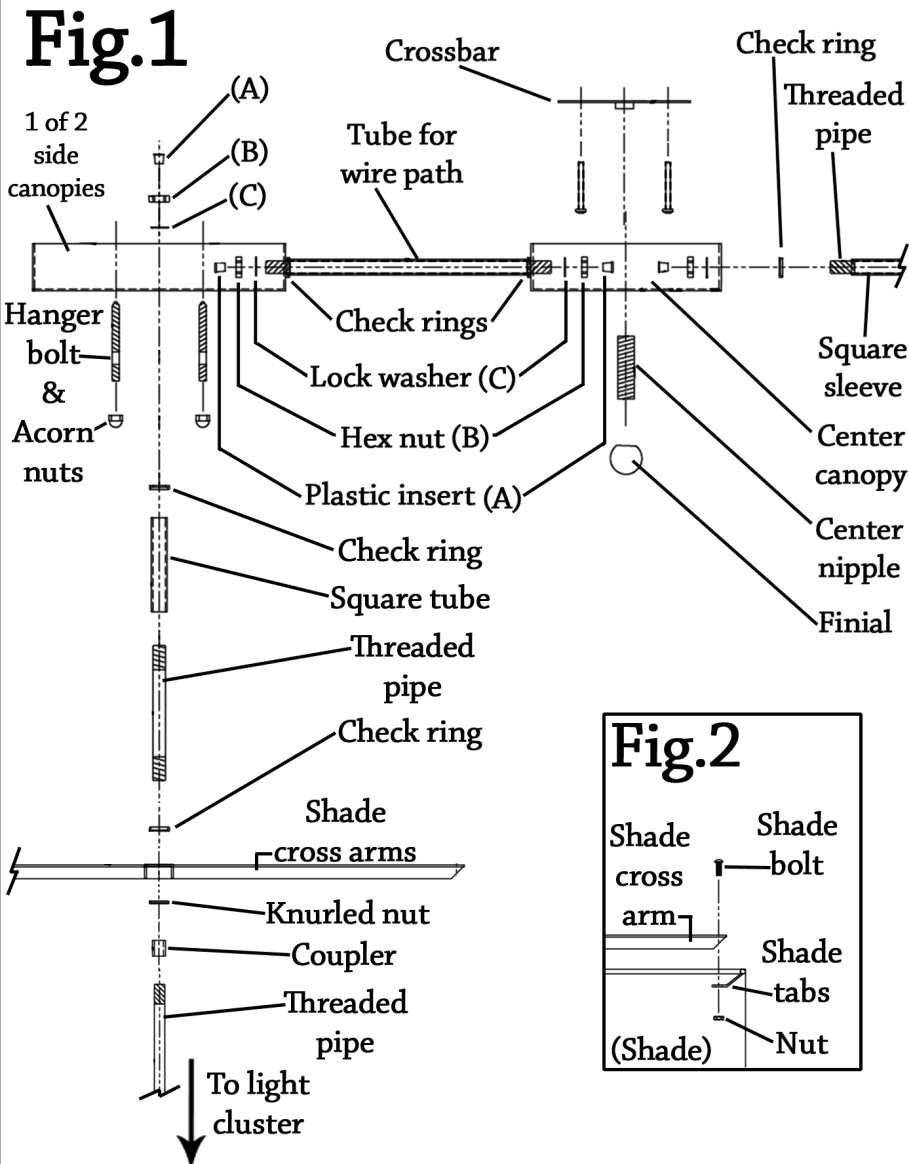 Fig.1
Crossbar
Check ring
(A)
Threaded
pipe
1 of 2
side
canopies
Tube for
wire path
(B)
(C)
Hanger
bolt
&
Acorn
nuts
Check rings
Lock washer (C)
Hex nut (B)
Plastic insert (A)
Square
sleeve
Center
canopy
Center
nipple
Finial
Check ring
Square tube
Threaded
pipe
Check ring
Shade
cross arms
Knurled nut
Coupler
Threaded
pipe
To light
cluster
Fig.2
Shade
cross
arm
Shade
bolt
Shade
tabs
Nut
(Shade)